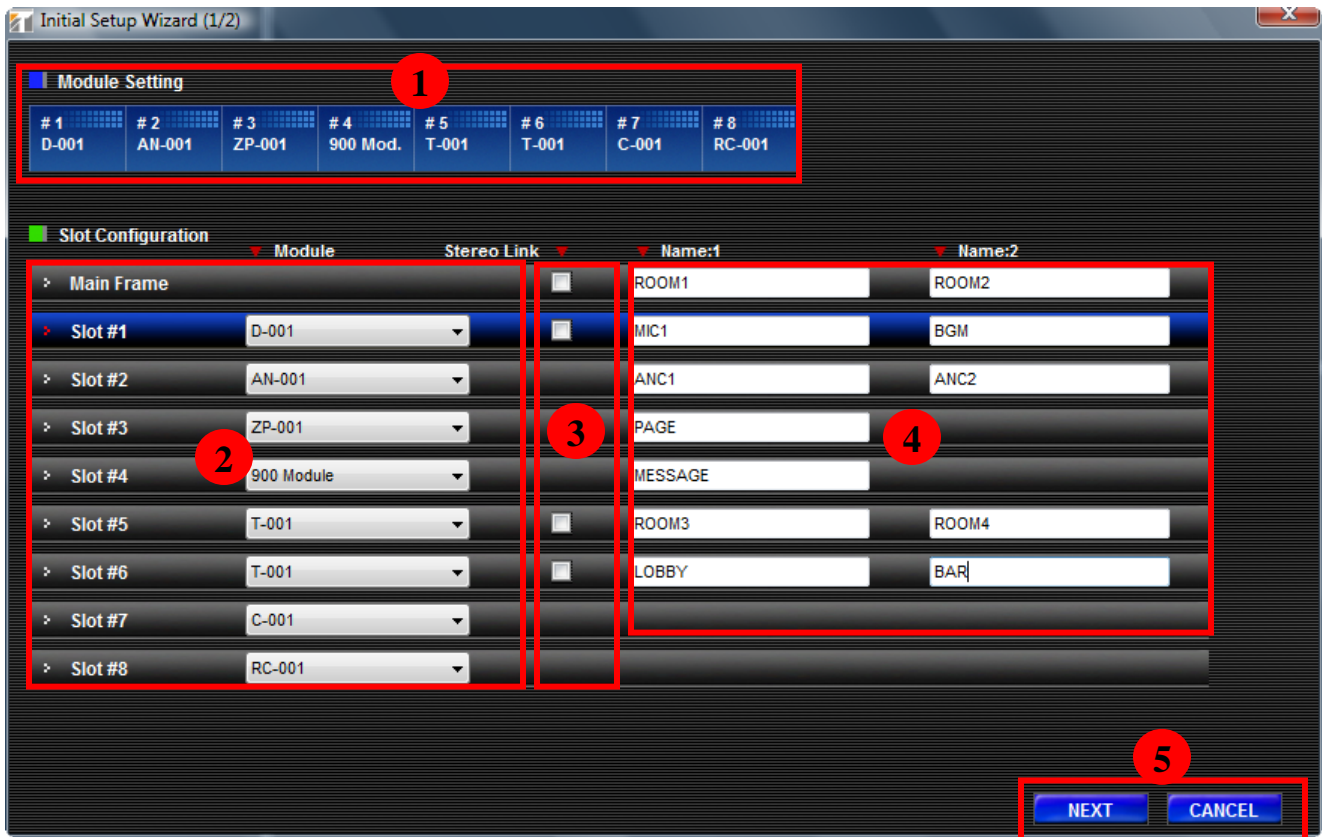 Initial Setup Wizard (1/2)
1
Module Setting
# 1 # 2 # 3 # 4 # 5 # 6 # 7 # 8
D-001 AN-001 ZP-001 900 Mod. T-001 T-001 C-001 RC-001
Slot Configuration
Module Stereo Link Name:1 Name:2
Main Frame ROOM1 ROOM2
Slot #1 D-001 MIC1 BGM
Slot #2 AN-001 ANC1 ANC2
Slot #3 ZP-001 PAGE
2 3 4
Slot #4 900 Module MESSAGE
Slot #5 T-001 ROOM3 ROOM4
Slot #6 T-001 LOBBY BAR
Slot #7 C-001
Slot #8 RC-001
5
NEXT CANCEL